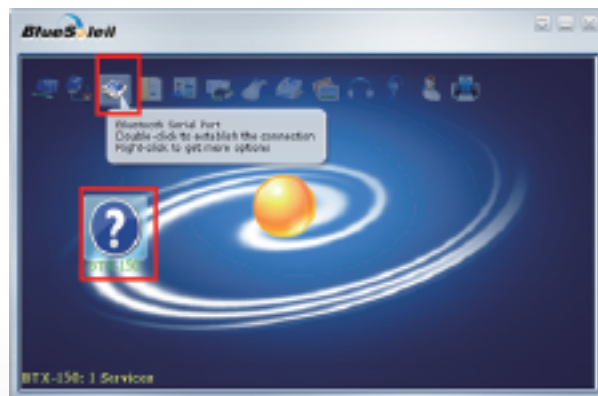 BlueSoleil
Bluetooth Serial Port
Double-click to establish the connection
Right-click to get more options
?
BTX-150
BTX-150: 1 Services